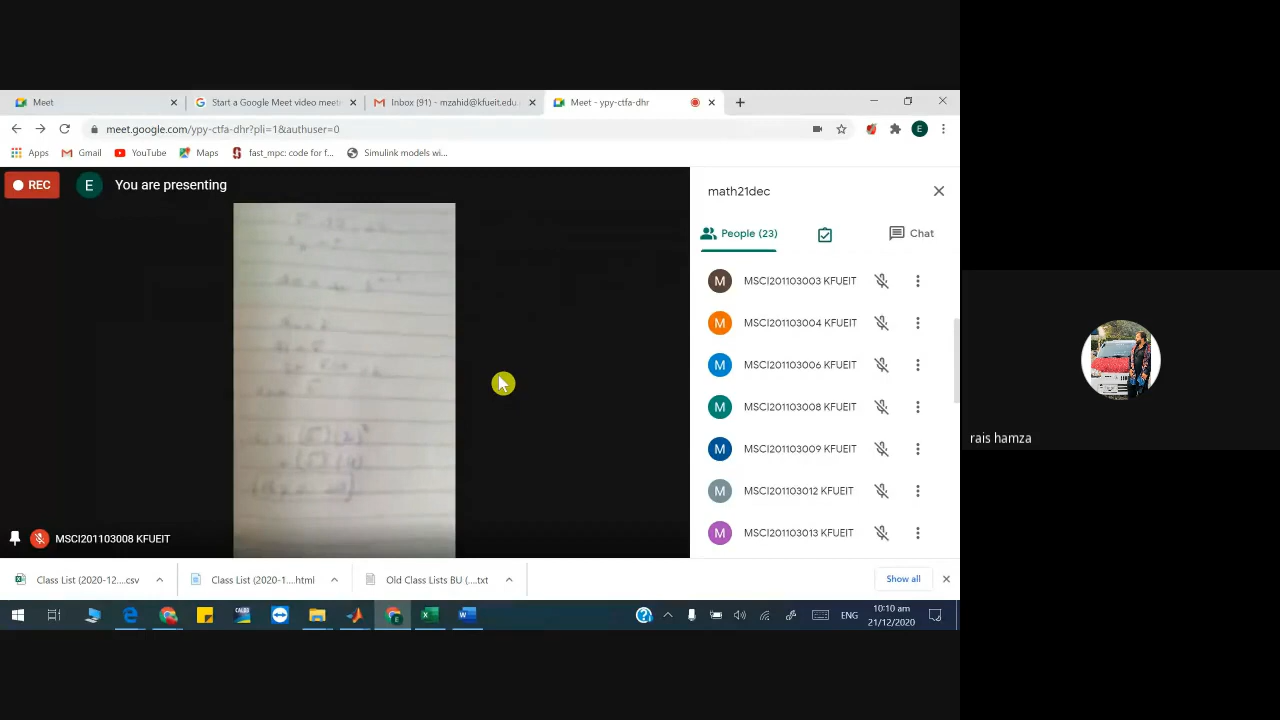 Meet
Start a Google Meet video meeti
Inbox (91) - mzahid@kfueit.edu.
Meet - ypy-ctfa-dhr
meet.google.com/ypy-ctfa-dhr?pli=1&authuser=0
E
Apps
Gmail
YouTube
Maps
fast_mpc: code for f...
Simulink models wi...
REC
E
You are presenting
math21dec
People (23)
Chat
M MSCI201103003 KFUEIT
M MSCI201103004 KFUEIT
M MSCI201103006 KFUEIT
M MSCI201103008 KFUEIT
M MSCI201103009 KFUEIT
M MSCI201103012 KFUEIT
M MSCI201103013 KFUEIT
MSCI201103008 KFUEIT
rais hamza
Class List (2020-12....csv
Class List (2020-1....html
Old Class Lists BU (....txt
Show all
ENG
10:10 am
21/12/2020